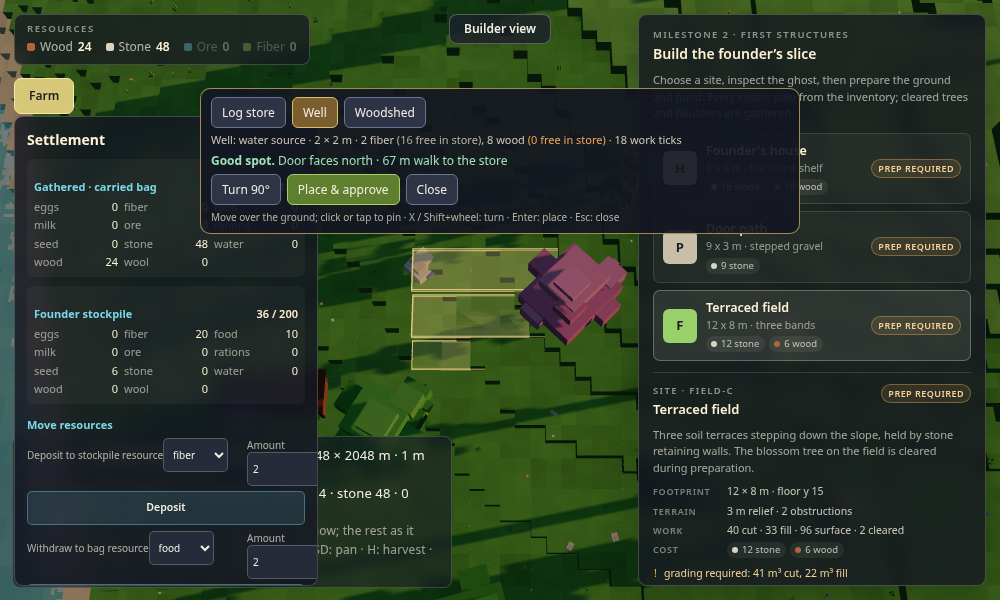 RESOURCES
Wood 24 Stone 48 Ore 0 Fiber 0
Builder view
Farm
Log store Well Woodshed
Well: water source · 2 × 2 m · 2 fiber (16 free in store), 8 wood (0 free in store) · 18 work ticks
Good spot. Door faces north · 67 m walk to the store
Turn 90° Place & approve Close
Move over the ground; click or tap to pin · X / Shift+wheel: turn · Enter: place · Esc: close
Settlement
Gathered · carried bag
eggs 0 fiber
milk 0 ore
seed 0 stone 48 water 0
wood 24 wool 0
Founder stockpile 36 / 200
eggs 0 fiber 20 food 10
milk 0 ore 0 rations 0
seed 6 stone 0 water 0
wood 0 wool 0
Move resources
Deposit to stockpile resource fiber Amount 2
Deposit
Withdraw to bag resource food Amount 2
48 × 2048 m · 1 m
4 · stone 48 · 0
ow; the rest as it
SD: pan · H: harvest ·
MILESTONE 2 · FIRST STRUCTURES
Build the founder's slice
Choose a site, inspect the ghost, then prepare the ground
and build. Every cost is paid from the inventory; cleared trees
and boulders are gathered.
H Founder's house
shelf
wood
PREP REQUIRED
P Door path
9 x 3 m · stepped gravel
9 stone
PREP REQUIRED
F Terraced field
12 x 8 m · three bands
12 stone 6 wood
PREP REQUIRED
SITE · FIELD-C
Terraced field
PREP REQUIRED
Three soil terraces stepping down the slope, held by stone
retaining walls. The blossom tree on the field is cleared
during preparation.
FOOTPRINT 12 × 8 m · floor y 15
TERRAIN 3 m relief · 2 obstructions
WORK 40 cut · 33 fill · 96 surface · 2 cleared
COST 12 stone 6 wood
! grading required: 41 m³ cut, 22 m³ fill